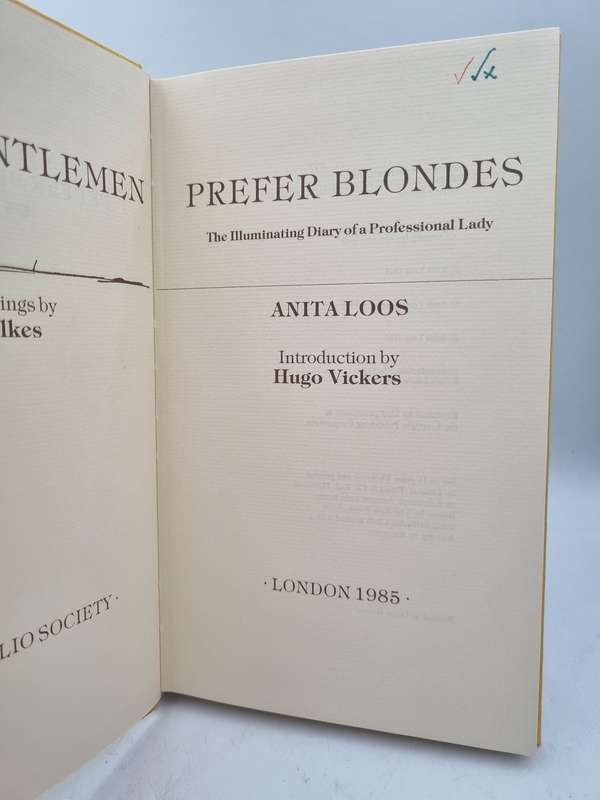 NTLEMEN
ings by
lkes
LIO SOCIETY ·
PREFER BLONDES
The Illuminating Diary of a Professional Lady
ANITA LOOS
Introduction by
Hugo Vickers
· LONDON 1985 ·